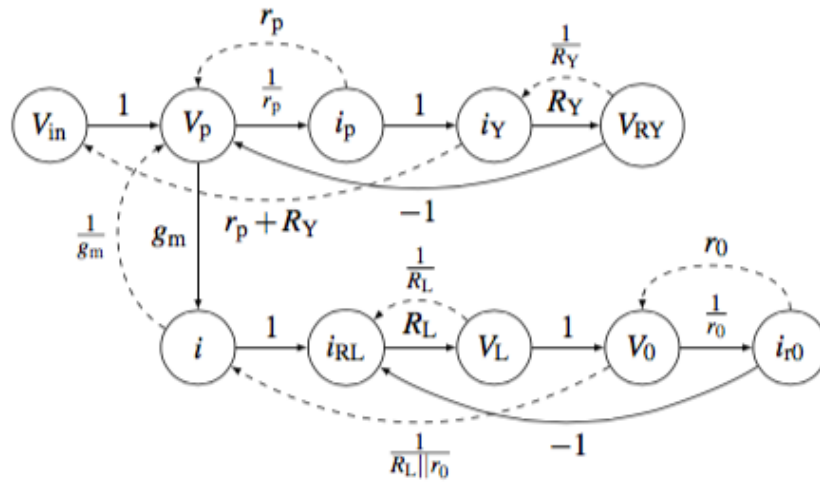 r_p
1/R_Y
1
1/r_p
1
R_Y
V_in
V_p
i_p
i_Y
V_RY
−1
1/g_m
g_m
r_p + R_Y
1/R_L
r_0
1
R_L
1
1/r_0
i
i_RL
V_L
V_0
i_r0
−1
1/(R_L||r_0)